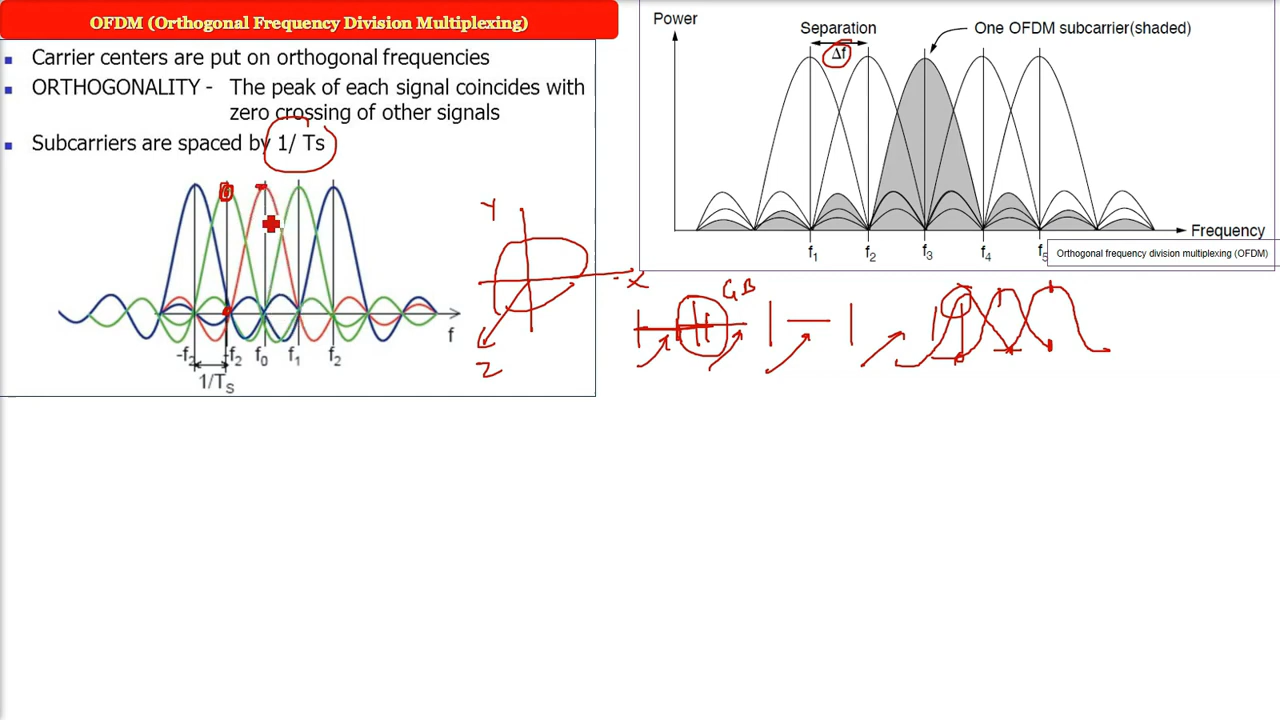 OFDM (Orthogonal Frequency Division Multiplexing)
Carrier centers are put on orthogonal frequencies
ORTHOGONALITY - The peak of each signal coincides with
zero crossing of other signals
Subcarriers are spaced by 1/ Ts
-f2 -f2 f0 f1 f2 f
1/Ts
Y
X
Z
Power
Separation
Δf
One OFDM subcarrier(shaded)
Frequency
f1 f2 f3 f4 f5
Orthogonal frequency division multiplexing (OFDM)
GB